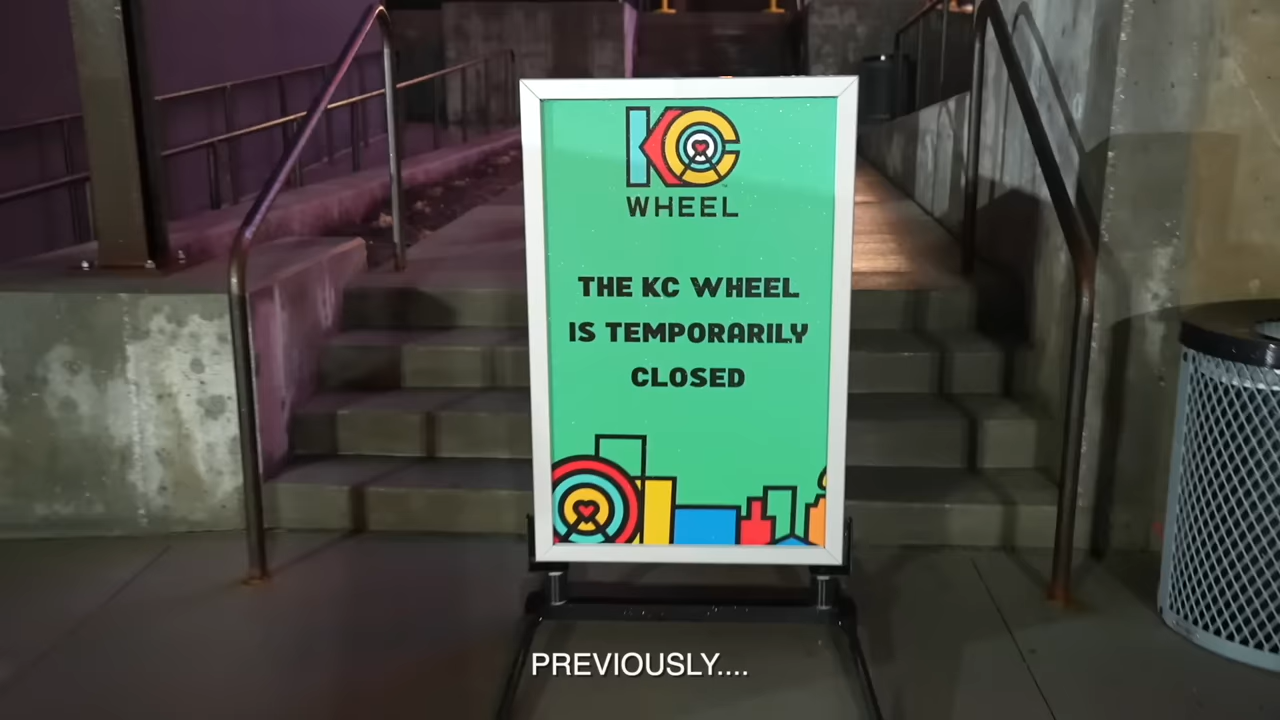 KC
WHEEL
THE KC WHEEL
IS TEMPORARILY
CLOSED
PREVIOUSLY....